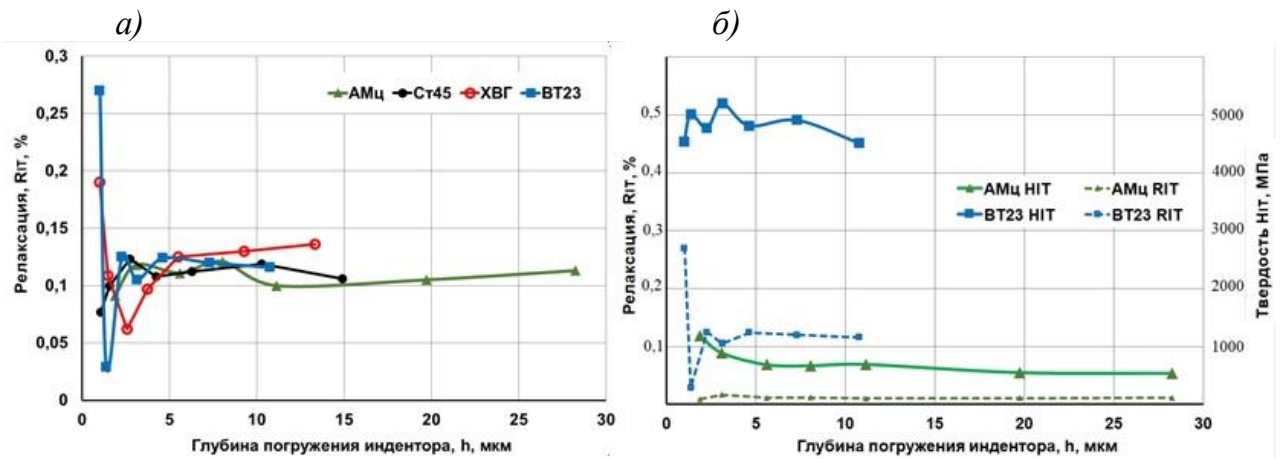 а)
б)
0,3
0,25
0,2
0,15
0,1
0,05
0
Релаксация, RIT, %
АМц Ст45 ХВГ ВТ23
0 5 10 15 20 25 30
Глубина погружения индентора, h, мкм
0,5
0,4
0,3
0,2
0,1
Релаксация, RIT, %
АМц HIT АМц RIT
ВТ23 HIT ВТ23 RIT
5000
4000
3000
2000
1000
Твердость HIT, МПа
0 5 10 15 20 25 30
Глубина погружения индентора, h, мкм